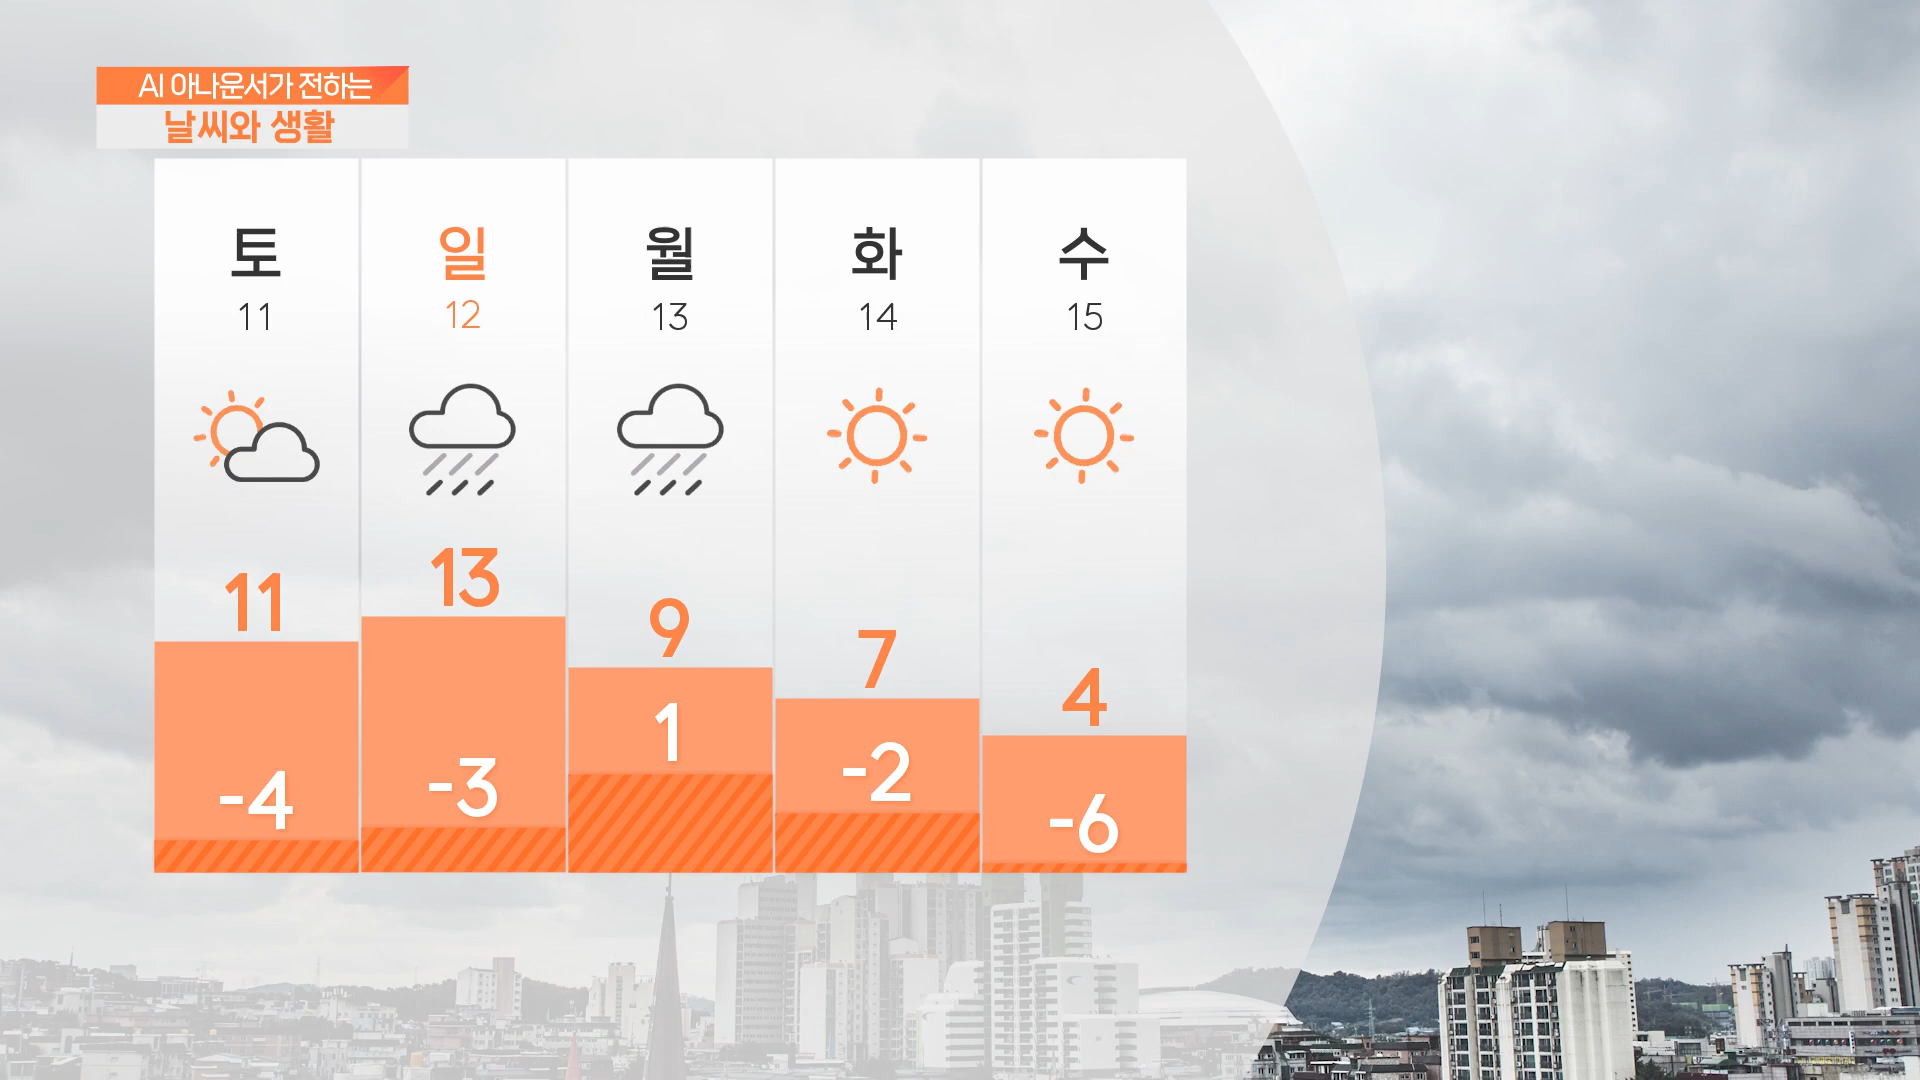 AI 아나운서가 전하는
날씨와 생활
토 일 월 화 수
11 12 13 14 15
11 13 9 7 4
-4 -3 1 -2 -6